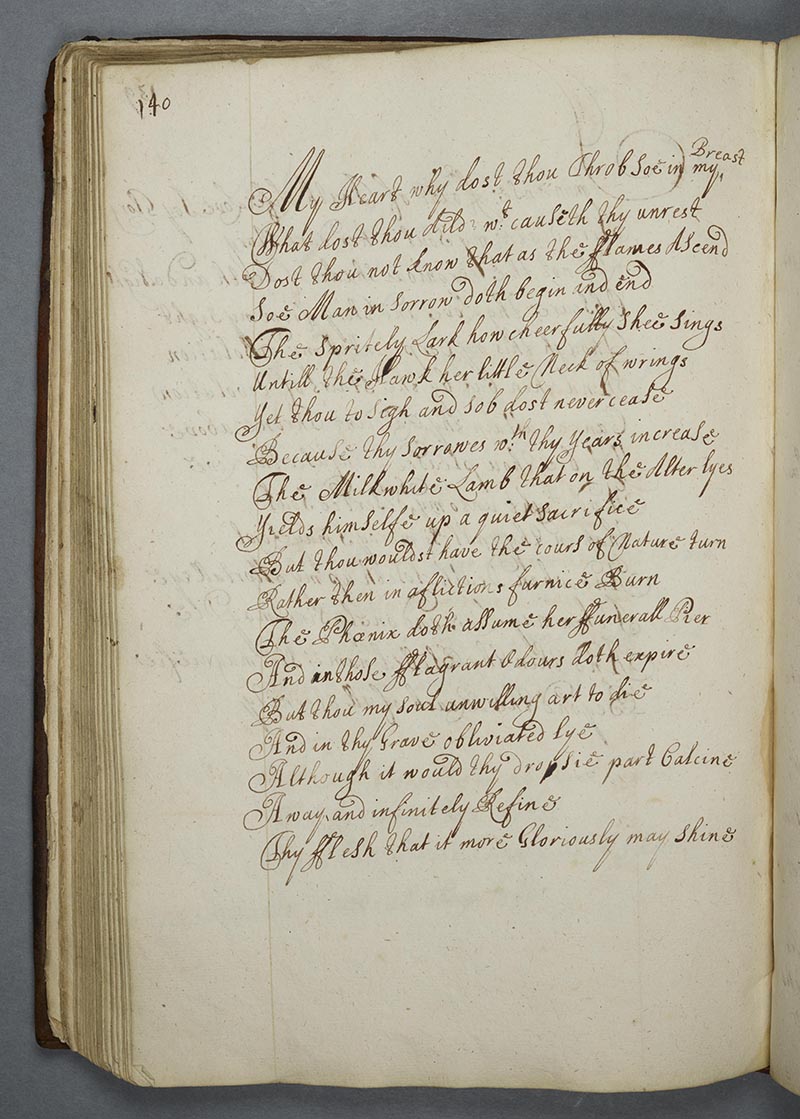 140
My Heart why dost thou Throb Soe in my Breast
What dost thou Aild wt causeth thy unrest
Dost thou not know that as the fflames Ascend
Soe Man in Sorrow doth begin and end
The Spritely Lark how cheerfully Shee Sings
Untill the Hawk her little Neck of wrings
Yet thou to Sigh and Sob dost never cease
Because thy Sorrowes wth thy Years increase
The Milkwhite Lamb that on the Alter lyes
Yields himselfe up a quiet Sacrifice
But thou wouldst have the cours of Nature turn
Rather then in aflictions furnice Burn
The Phœnix doth assume her ffunerall Pier
And in those fflagrant Odours doth expire
But thou my Soul unwilling art to die
And in thy Grave obliviated lye
Although it would thy dropsie part Calcine
Away and infinitely Refine
Thy fflesh that it more Gloriously may Shine